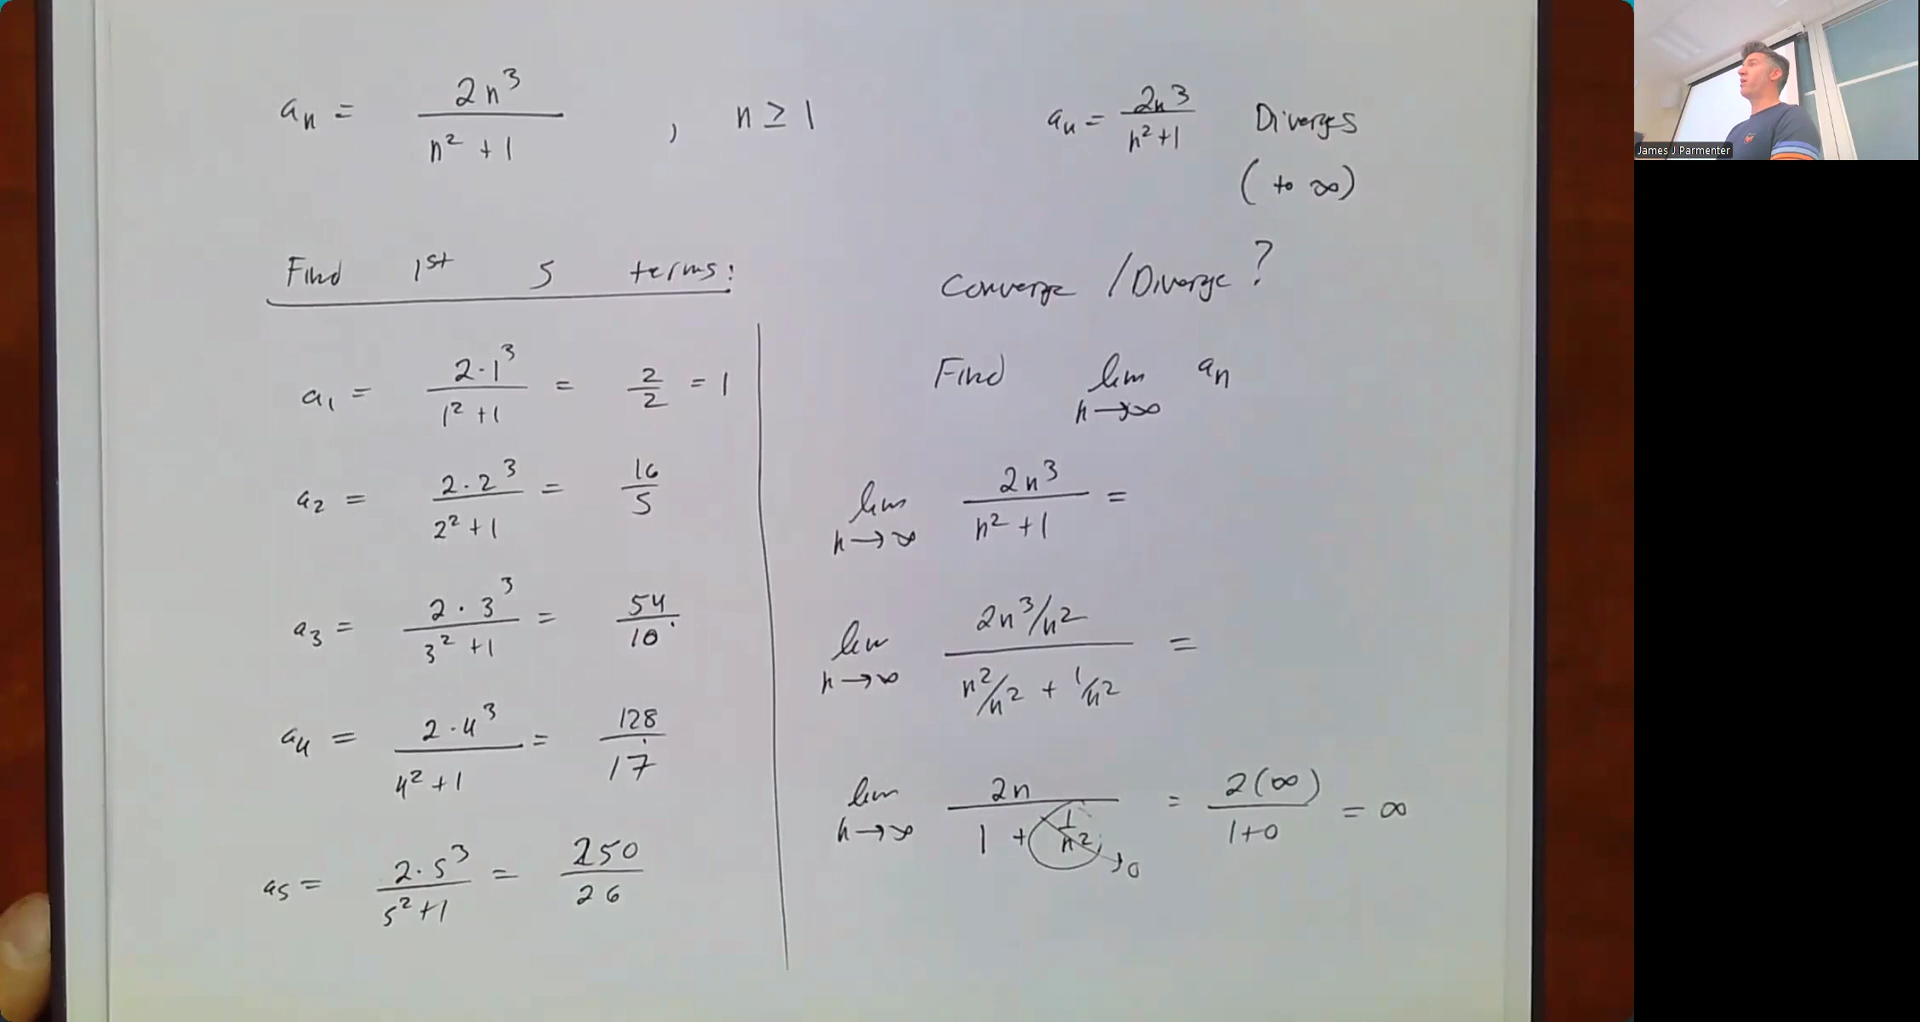 aₙ = 2n³ / (n² + 1) , n ≥ 1
Find 1st 5 terms:
a₁ = 2·1³ / (1² + 1) = 2/2 = 1
a₂ = 2·2³ / (2² + 1) = 16/5
a₃ = 2·3³ / (3² + 1) = 54/10
a₄ = 2·4³ / (4² + 1) = 128/17
a₅ = 2·5³ / (5² + 1) = 250/26
aₙ = 2n³ / (n² + 1) Diverges
(to ∞)
Converge / Diverge ?
Find lim n→∞ aₙ
lim n→∞ 2n³ / (n² + 1) =
lim n→∞ (2n³/n²) / (n²/n² + 1/n²) =
lim n→∞ 2n / (1 + 1/n²) → 0 = 2(∞) / (1+0) = ∞
James J Parmenter